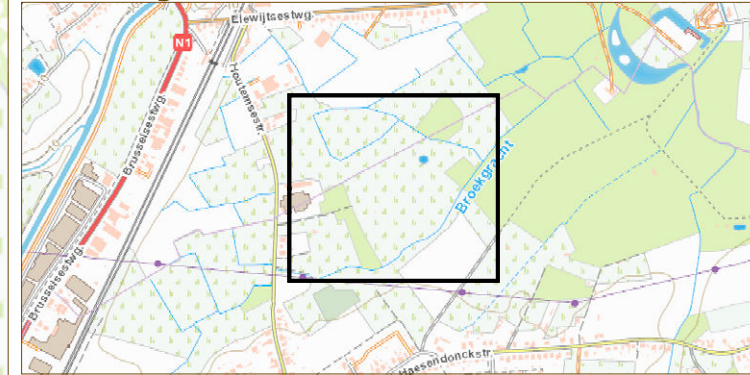 Elewijtsestwg.
N1
Houtemsestr.
Brusselsestwg.
Broekgracht
Brusselsestwg.
Haesendonckstr.